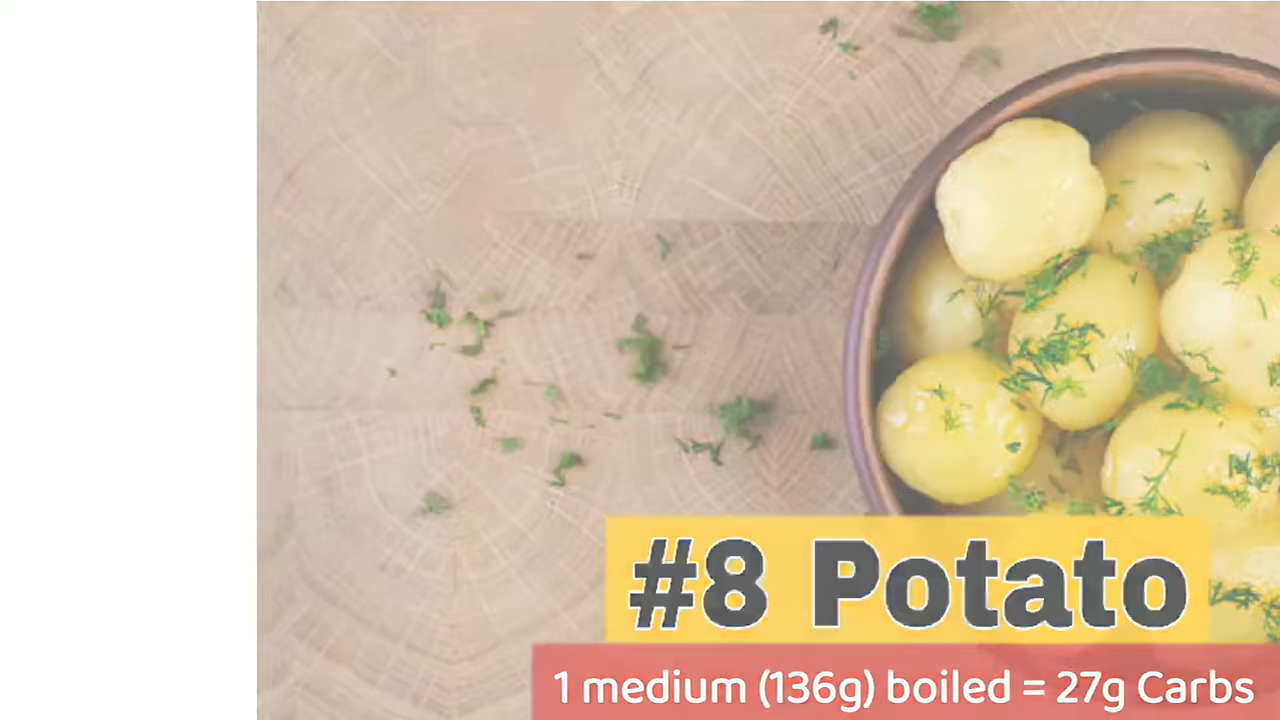 #8 Potato
1 medium (136g) boiled = 27g Carbs